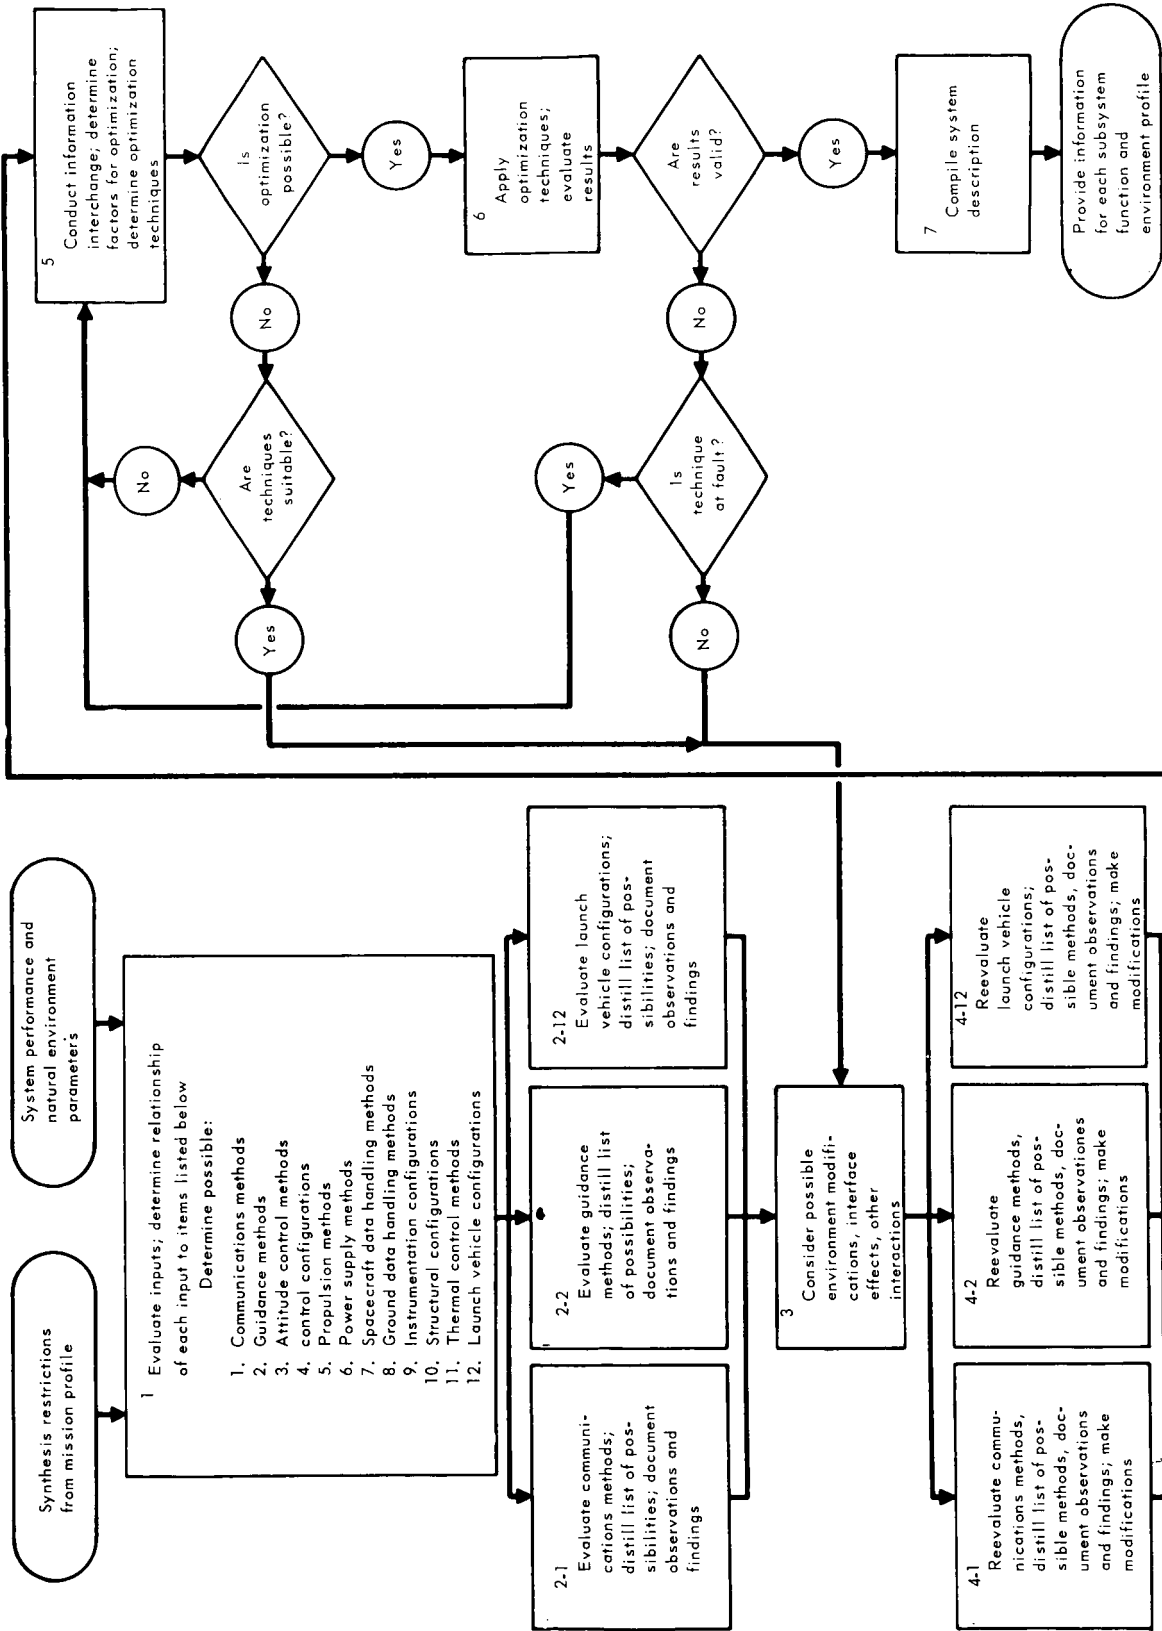 Synthesis restrictions
from mission profile
System performance and
natural environment
parameters
1
Evaluate inputs; determine relationship
of each input to items listed below
Determine possible:
1. Communications methods
2. Guidance methods
3. Attitude control methods
4. control configurations
5. Propulsion methods
6. Power supply methods
7. Spacecraft data handling methods
8. Ground data handling methods
9. Instrumentation configurations
10. Structural configurations
11. Thermal control methods
12. Launch vehicle configurations
2-1
Evaluate communi-
cations methods;
distill list of pos-
sibilities; document
observations and
findings
2-2
Evaluate guidance
methods; distill list
of possibilities;
document observa-
tions and findings
2-12
Evaluate launch
vehicle configurations;
distill list of pos-
sibilities; document
observations and
findings
3
Consider possible
environment modifi-
cations, interface
effects, other
interactions
4-1
Reevaluate commu-
nications methods,
distill list of pos-
sible methods, doc-
ument observations
and findings; make
modifications
4-2
Reevaluate
guidance methods,
distill list of pos-
sible methods, doc-
ument observationes
and findings; make
modifications
4-12
Reevaluate
launch vehicle
configurations;
distill list of pos-
sible methods, doc-
ument observations
and findings; make
modifications
5
Conduct information
interchange; determine
factors for optimization;
determine optimization
techniques
Is
optimization
possible?
No
Are
techniques
suitable?
No
Yes
Yes
6
Apply
optimization
techniques;
evaluate
results
Are
results
valid?
No
Is
technique
at fault?
Yes
No
Yes
7
Compile system
description
Provide information
for each subsystem
function and
environment profile